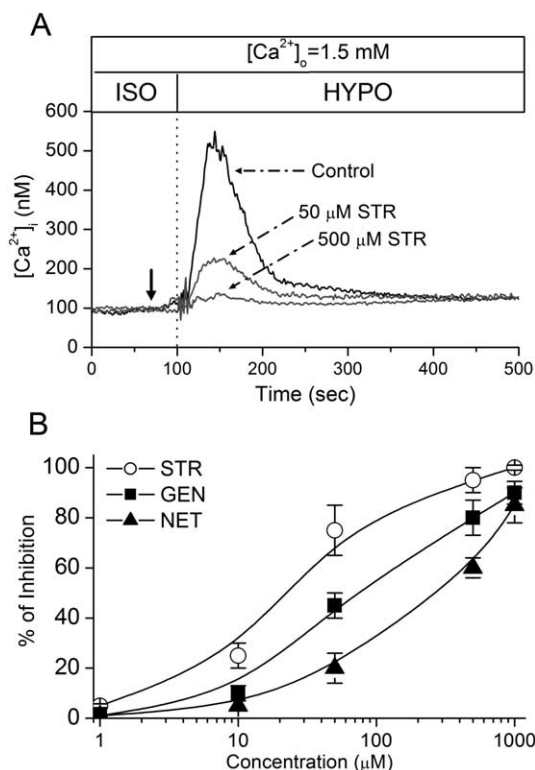 A
[Ca²⁺]ₒ=1.5 mM
ISO HYPO
600
500
400
300
200
100
0
[Ca²⁺]ᵢ (nM)
Control
50 μM STR
500 μM STR
0 100 200 300 400 500
Time (sec)
B
100
80
60
40
20
0
% of Inhibition
STR
GEN
NET
1 10 100 1000
Concentration (μM)